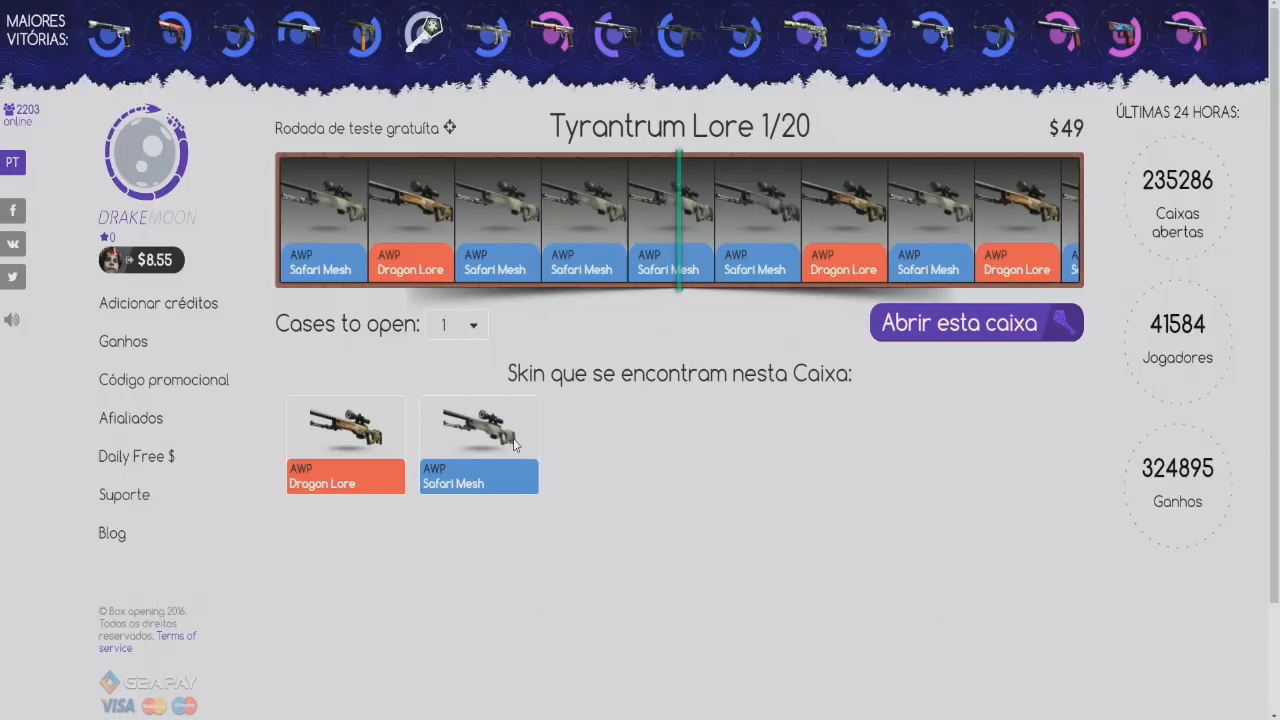 MAIORES
VITÓRIAS:
2203
online
PT
DRAKEMOON
0
$8.55
Adicionar créditos
Ganhos
Código promocional
Afialiados
Daily Free $
Suporte
Blog
© Box opening 2016.
Todos os direitos
reservados. Terms of
service
G2A PAY
VISA
Rodada de teste gratuíta
Tyrantrum Lore 1/20
$49
AWP
Safari Mesh
AWP
Dragon Lore
AWP
Safari Mesh
AWP
Safari Mesh
AWP
Safari Mesh
AWP
Safari Mesh
AWP
Dragon Lore
AWP
Safari Mesh
AWP
Dragon Lore
Cases to open: 1
Abrir esta caixa
Skin que se encontram nesta Caixa:
AWP
Dragon Lore
AWP
Safari Mesh
ÚLTIMAS 24 HORAS:
235286
Caixas
abertas
41584
Jogadores
324895
Ganhos